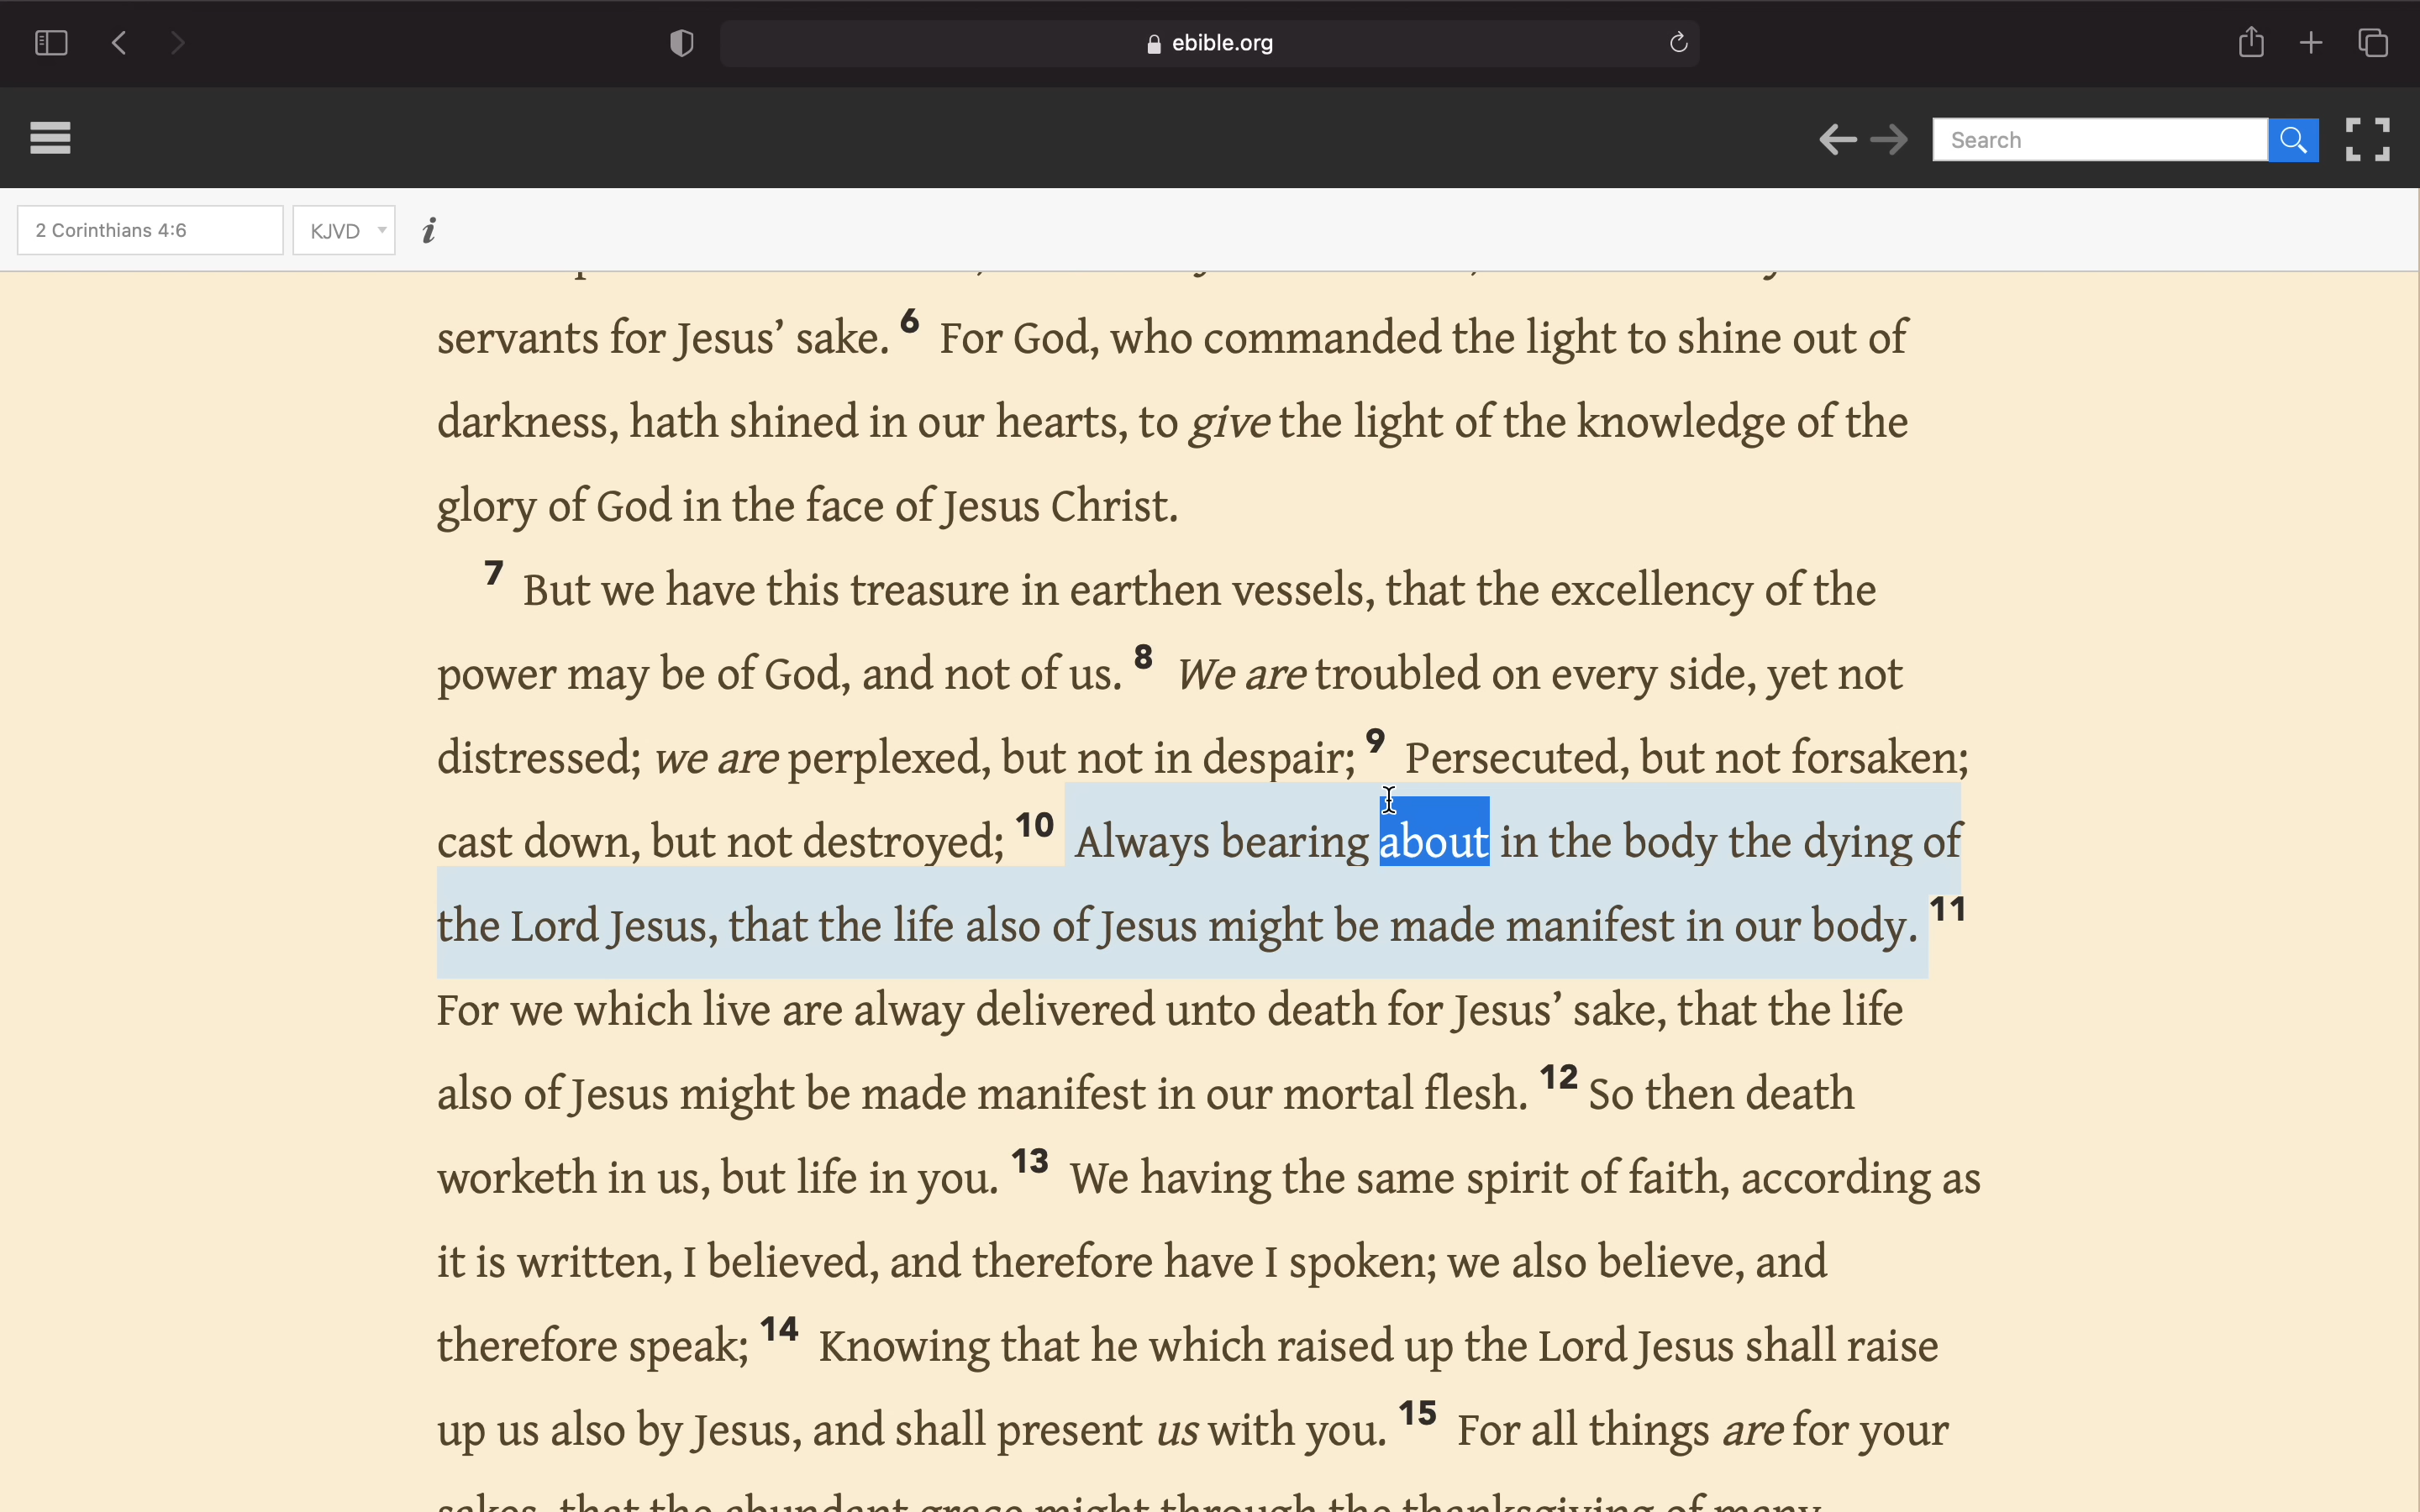 ebible.org
Search
2 Corinthians 4:6
KJVD
i
servants for Jesus’ sake. 6 For God, who commanded the light to shine out of
darkness, hath shined in our hearts, to give the light of the knowledge of the
glory of God in the face of Jesus Christ.
7 But we have this treasure in earthen vessels, that the excellency of the
power may be of God, and not of us. 8 We are troubled on every side, yet not
distressed; we are perplexed, but not in despair; 9 Persecuted, but not forsaken;
cast down, but not destroyed; 10 Always bearing about in the body the dying of
the Lord Jesus, that the life also of Jesus might be made manifest in our body. 11
For we which live are alway delivered unto death for Jesus’ sake, that the life
also of Jesus might be made manifest in our mortal flesh. 12 So then death
worketh in us, but life in you. 13 We having the same spirit of faith, according as
it is written, I believed, and therefore have I spoken; we also believe, and
therefore speak; 14 Knowing that he which raised up the Lord Jesus shall raise
up us also by Jesus, and shall present us with you. 15 For all things are for your
sakes, that the abundant grace might through the thanksgiving of many